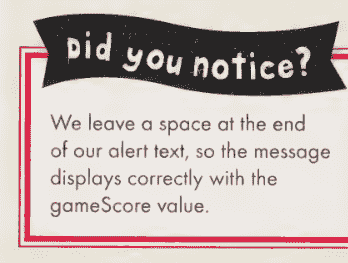 Did you notice?
We leave a space at the end
of our alert text, so the message
displays correctly with the
gameScore value.